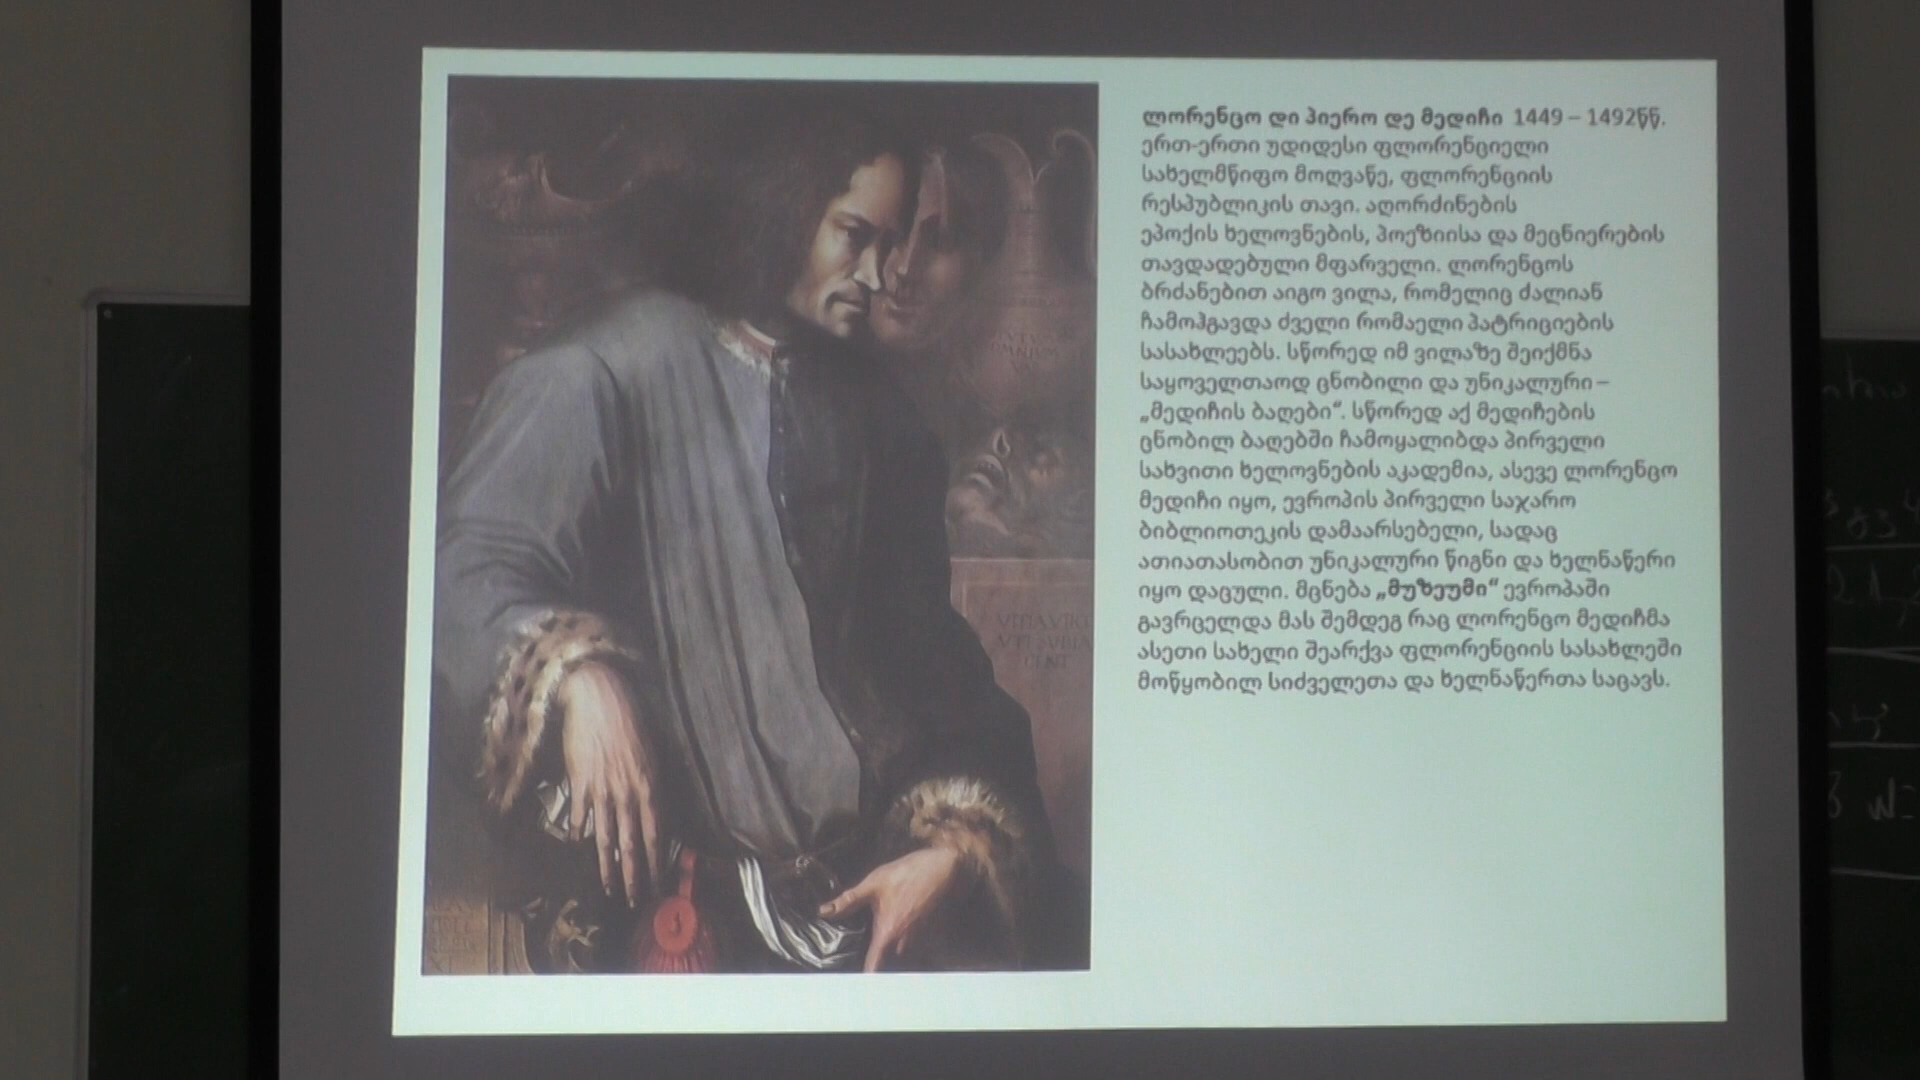 ლორენცო დი პიერო დე მედიჩი 1449 – 1492წწ.
ერთ-ერთი უდიდესი ფლორენციელი
სახელმწიფო მოღვაწე, ფლორენციის
რესპუბლიკის თავი. აღორძინების
ეპოქის ხელოვნების, პოეზიისა და მეცნიერების
თავდადებული მფარველი. ლორენცოს
ბრძანებით აიგო ვილა, რომელიც ძალიან
ჩამოჰგავდა ძველი რომაელი პატრიციების
სასახლეებს. სწორედ იმ ვილაზე შეიქმნა
საყოველთაოდ ცნობილი და უნიკალური –
„მედიჩის ბაღები“. სწორედ აქ მედიჩების
ცნობილ ბაღებში ჩამოყალიბდა პირველი
სახვითი ხელოვნების აკადემია, ასევე ლორენცო
მედიჩი იყო, ევროპის პირველი საჯარო
ბიბლიოთეკის დამაარსებელი, სადაც
ათიათასობით უნიკალური წიგნი და ხელნაწერი
იყო დაცული. მცნება „მუზეუმი“ ევროპაში
გავრცელდა მას შემდეგ რაც ლორენცო მედიჩმა
ასეთი სახელი შეარქვა ფლორენციის სასახლეში
მოწყობილ სიძველეთა და ხელნაწერთა საცავს.